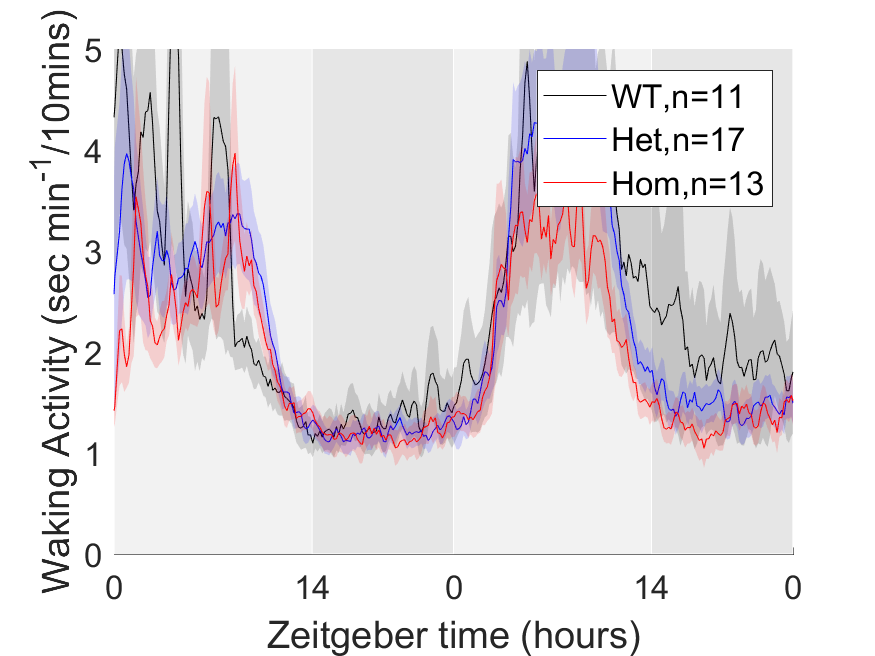 Waking Activity (sec min-1/10mins)
5
4
3
2
1
0
WT,n=11
Het,n=17
Hom,n=13
0 14 0 14 0
Zeitgeber time (hours)